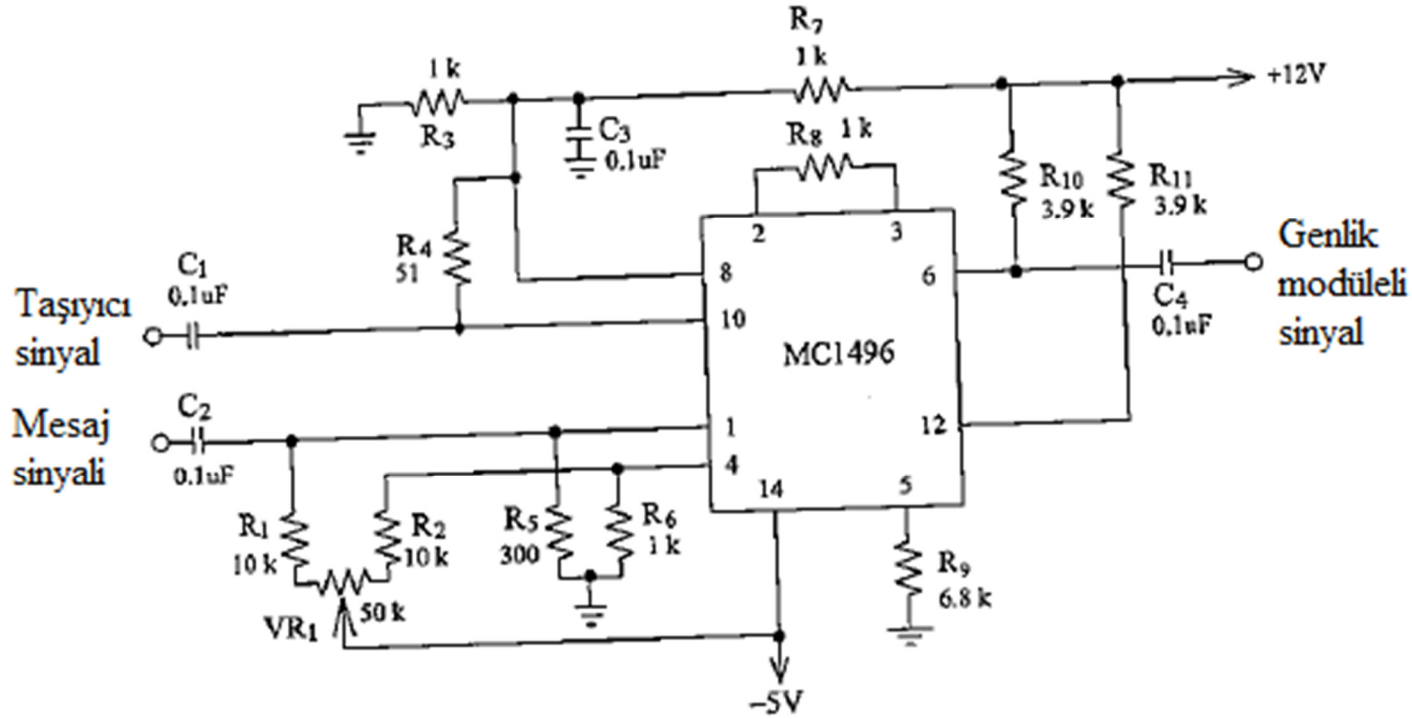 R7
1 k
+12V
1 k
R3
C3
0.1uF
R8 1 k
R10
3.9 k
R11
3.9 k
R4
51
2
3
8
10
6
MC1496
C1
0.1uF
Taşıyıcı
sinyal
C4
0.1uF
Genlik
modüleli
sinyal
C2
0.1uF
Mesaj
sinyali
1
4
12
14
5
R1
10 k
R2
10 k
R5
300
R6
1 k
R9
6.8 k
VR1
50 k
-5V